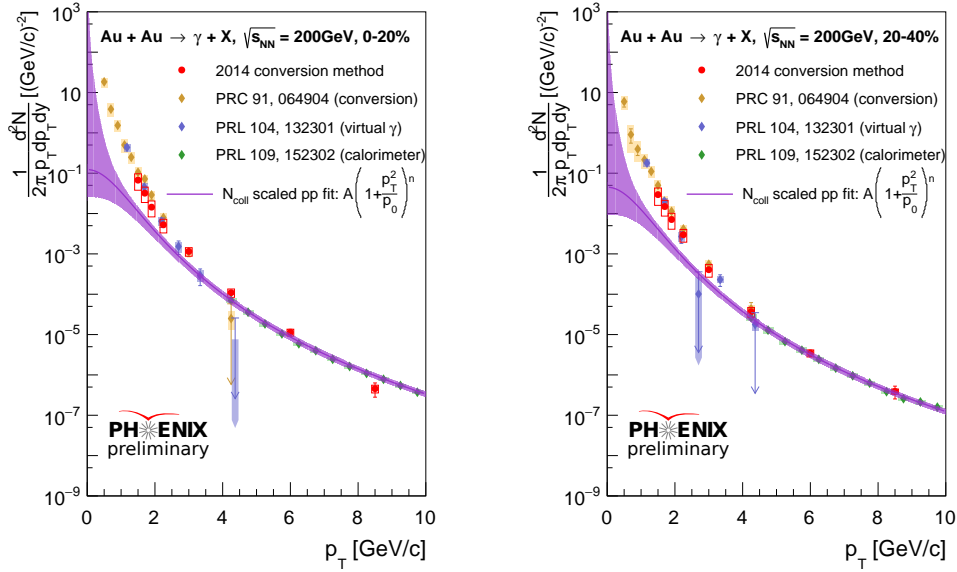 Au + Au → γ + X, √s_NN = 200GeV, 0-20%
2014 conversion method
PRC 91, 064904 (conversion)
PRL 104, 132301 (virtual γ)
PRL 109, 152302 (calorimeter)
N_coll scaled pp fit: A(1+p_T^2/p_0)^n
1/(2π p_T) d²N/(dp_T dy) [(GeV/c)^-2]
10^3
10
10^-1
10^-3
10^-5
10^-7
10^-9
PHENIX
preliminary
0 2 4 6 8 10
p_T [GeV/c]
Au + Au → γ + X, √s_NN = 200GeV, 20-40%
2014 conversion method
PRC 91, 064904 (conversion)
PRL 104, 132301 (virtual γ)
PRL 109, 152302 (calorimeter)
N_coll scaled pp fit: A(1+p_T^2/p_0)^n
1/(2π p_T) d²N/(dp_T dy) [(GeV/c)^-2]
10^3
10
10^-1
10^-3
10^-5
10^-7
10^-9
PHENIX
preliminary
0 2 4 6 8 10
p_T [GeV/c]